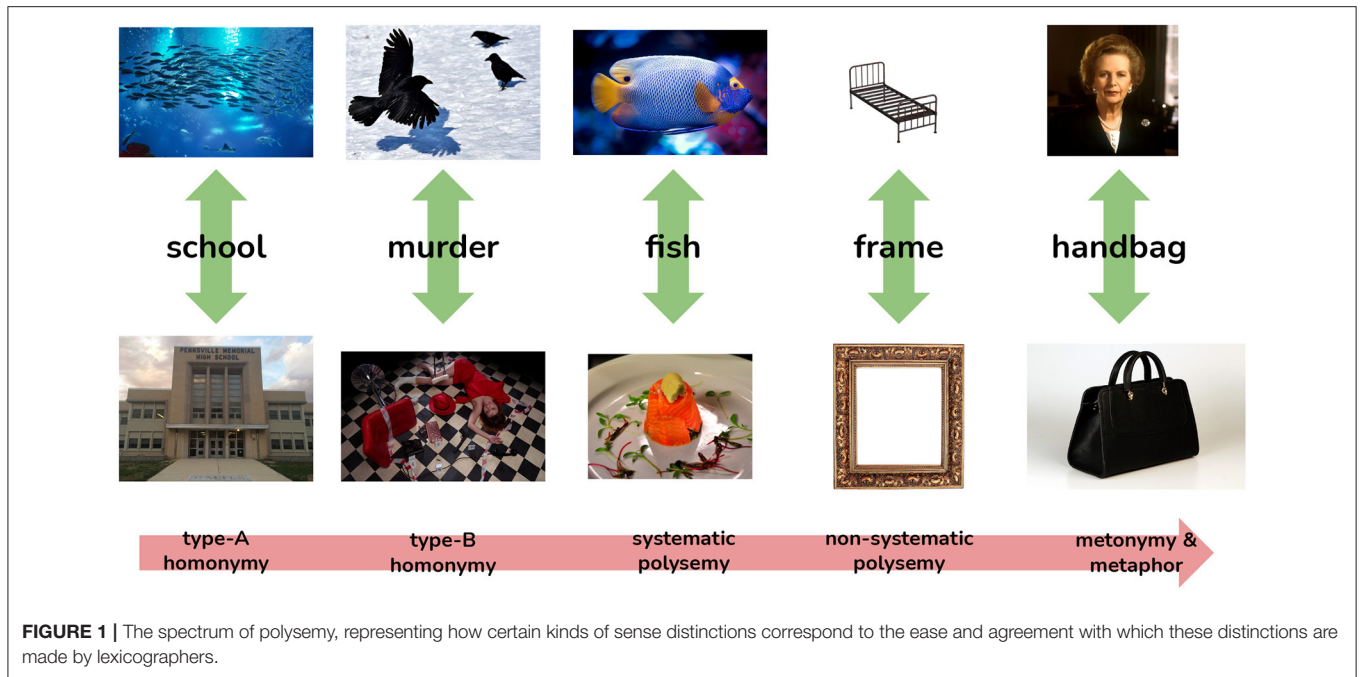 school
murder
fish
frame
handbag
PENNSVILLE MEMORIAL
HIGH SCHOOL
type-A
homonymy
type-B
homonymy
systematic
polysemy
non-systematic
polysemy
metonymy &
metaphor
FIGURE 1 | The spectrum of polysemy, representing how certain kinds of sense distinctions correspond to the ease and agreement with which these distinctions are
made by lexicographers.